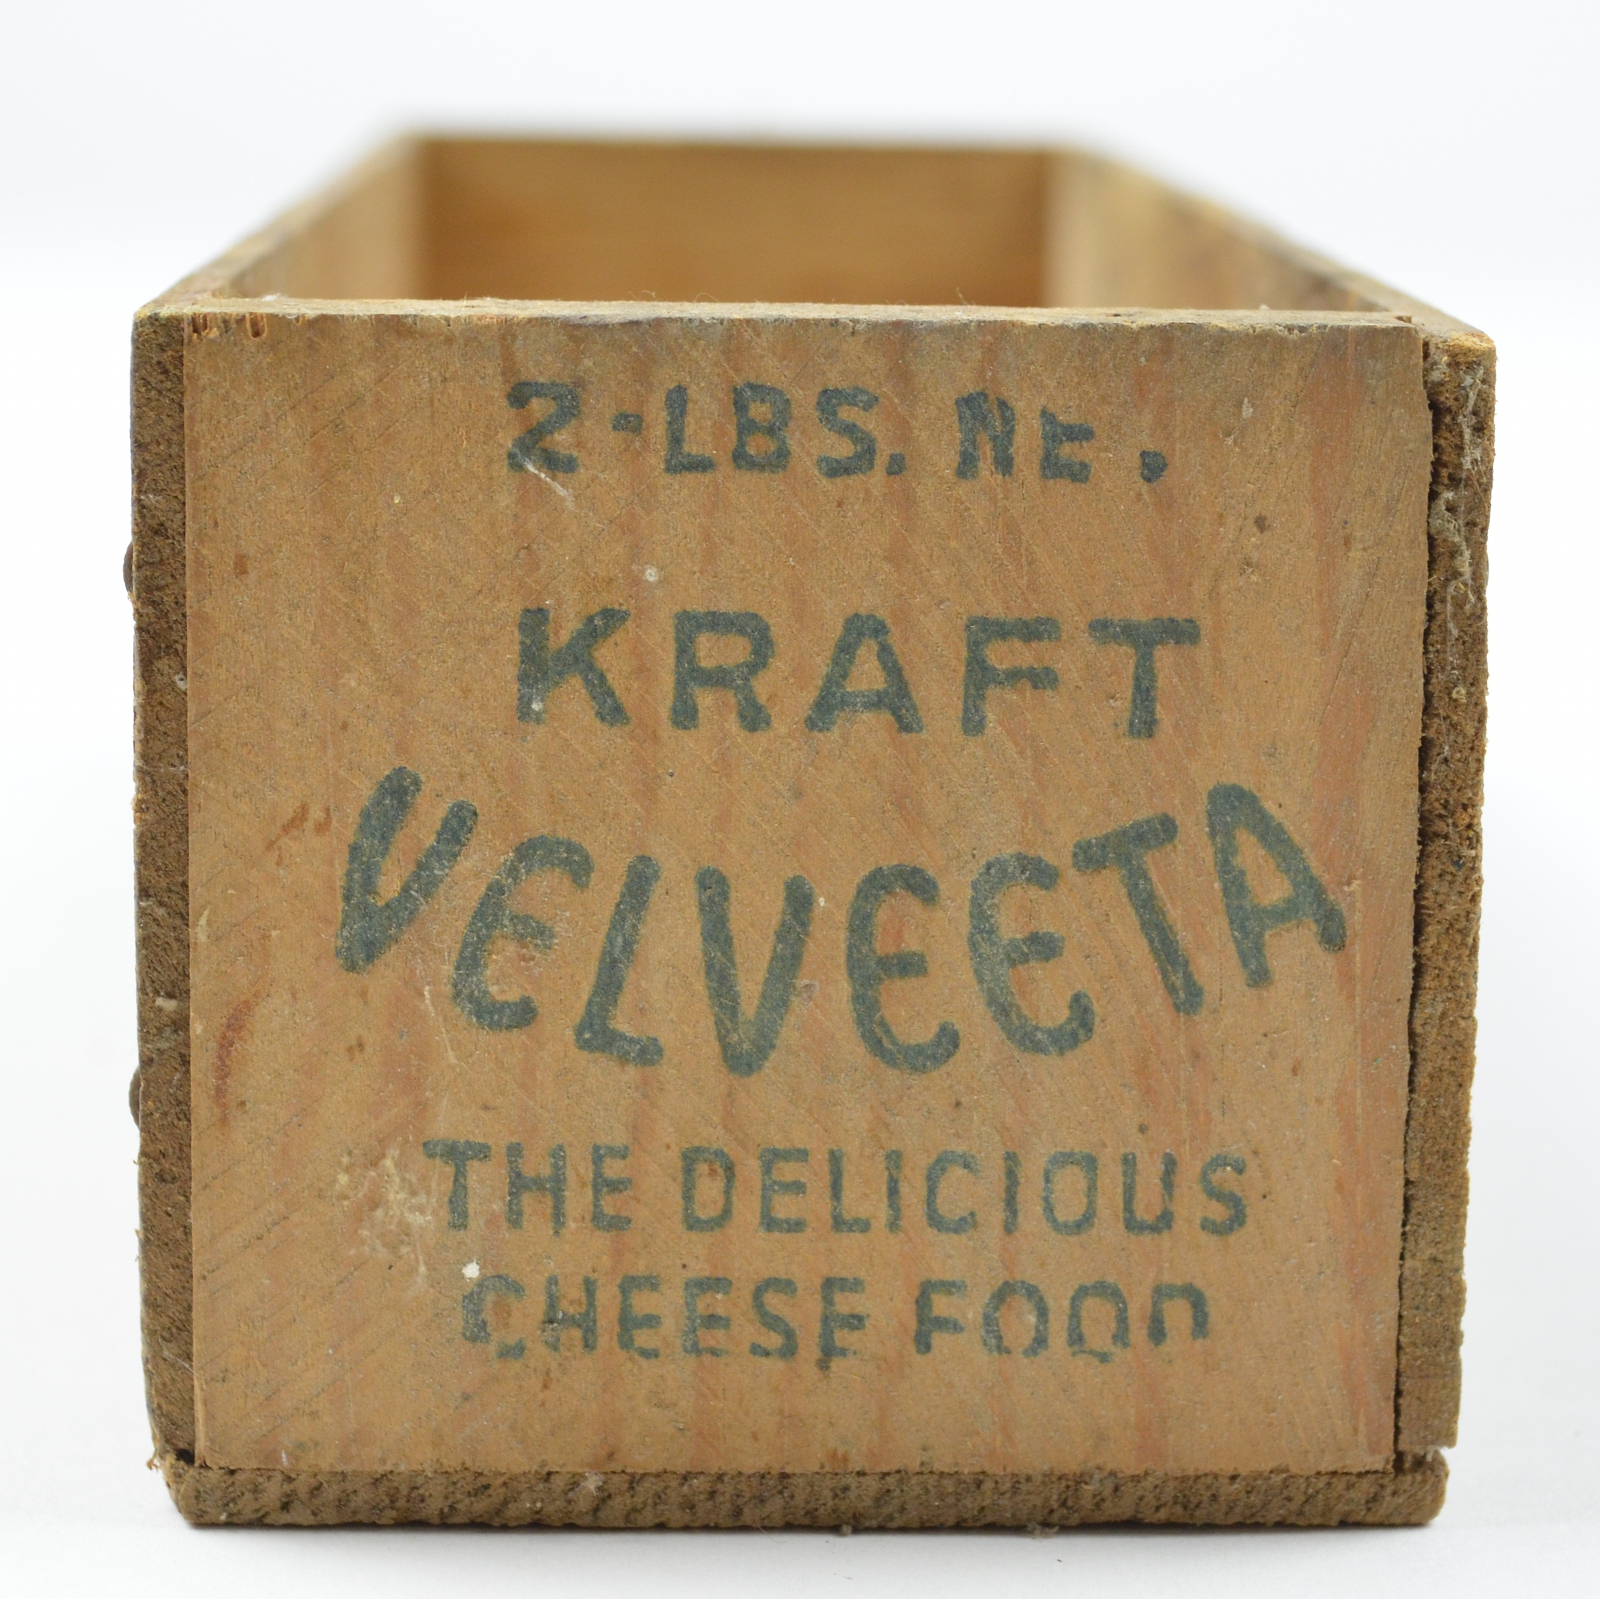 2-LBS. NE .
KRAFT
VELVEETA
THE DELICIOUS
CHEESE FOOD